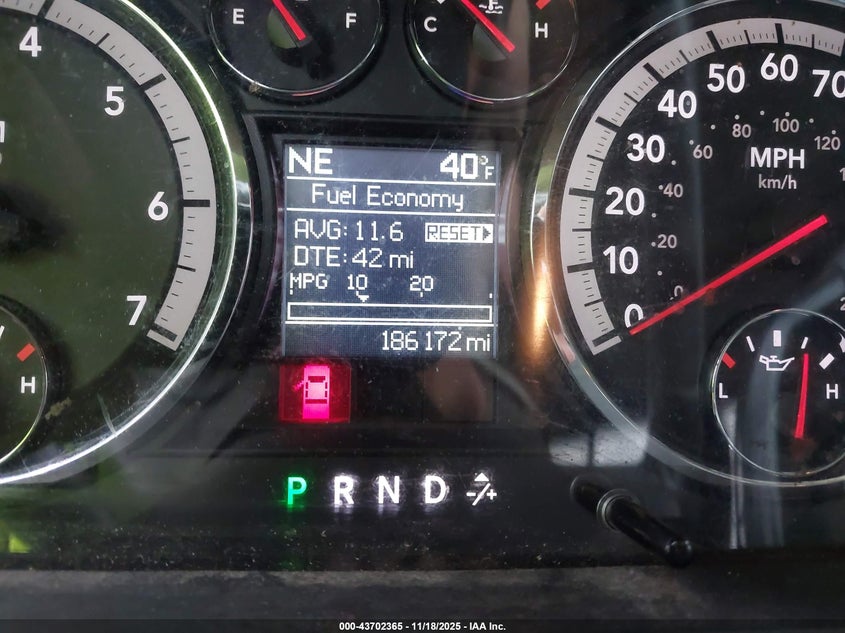 E F
C H
4
5
6
7
H
NE 40°F
Fuel Economy
AVG: 11.6 RESET
DTE: 42 mi
MPG 10 20
186172 mi
P R N D -/+
0 10 20 30 40 50 60 70
0 20 40 60 80 100 120
MPH
km/h
L H
000-43702365 - 11/18/2025 - IAA Inc.